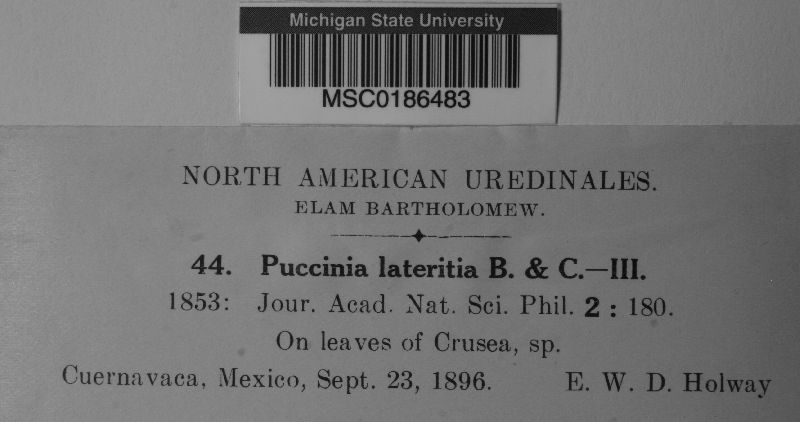 Michigan State University
MSC0186483
NORTH AMERICAN UREDINALES.
ELAM BARTHOLOMEW.
44. Puccinia lateritia B. & C.—III.
1853: Jour. Acad. Nat. Sci. Phil. 2 : 180.
On leaves of Crusea, sp.
Cuernavaca, Mexico, Sept. 23, 1896. E. W. D. Holway